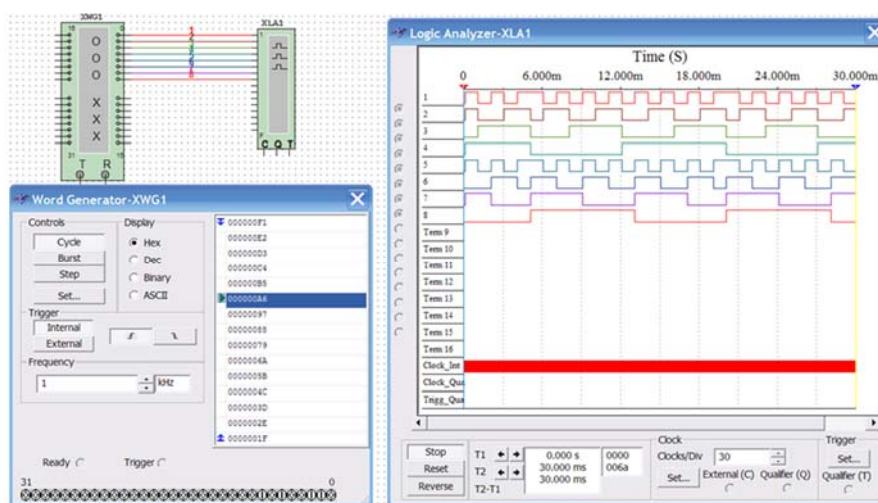 XWG1
XLA1
16
0
31
15
T
R
O
O
O
X
X
X
1
F
C Q T
Word Generator-XWG1
Controls
Cycle
Burst
Step
Set...
Display
Hex
Dec
Binary
ASCII
Trigger
Internal
External
Frequency
1
kHz
Ready
Trigger
31
0
000000F1
000000E2
000000D3
000000C4
000000B5
000000A6
00000097
00000088
00000079
0000006A
0000005B
0000004C
0000003D
0000002E
0000001F
Logic Analyzer-XLA1
Time (S)
0 6.000m 12.000m 18.000m 24.000m 30.000m
1
2
3
4
5
6
7
8
Term 9
Term 10
Term 11
Term 12
Term 13
Term 14
Term 15
Term 16
Clock_Int
Clock_Qua
Trigg_Qua
Stop
Reset
Reverse
T1 0.000 s 0000
T2 30.000 ms 006a
T2-T1 30.000 ms
Clock
Clocks/Div 30
Set... External (C) Qualifier (Q)
Trigger
Set...
Qualifier (T)